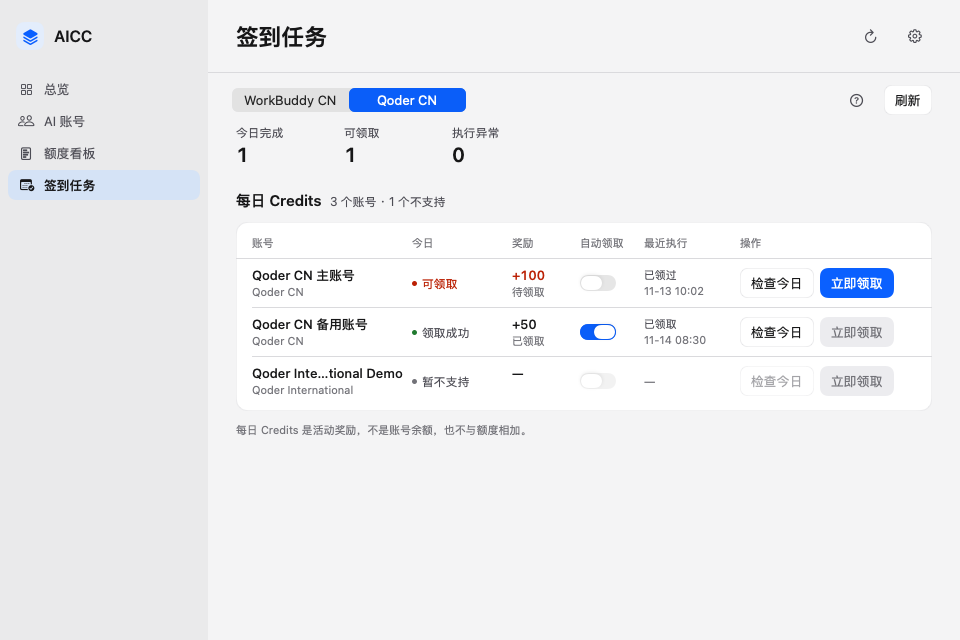 AICC
总览
AI 账号
额度看板
签到任务
签到任务
WorkBuddy CN
Qoder CN
刷新
今日完成
可领取
执行异常
1
1
0
每日 Credits 3 个账号 · 1 个不支持
账号 今日 奖励 自动领取 最近执行 操作
Qoder CN 主账号
Qoder CN
可领取
+100
待领取
已领过
11-13 10:02
检查今日
立即领取
Qoder CN 备用账号
Qoder CN
领取成功
+50
已领取
已领取
11-14 08:30
检查今日
立即领取
Qoder Inte...tional Demo
Qoder International
暂不支持
—
—
检查今日
立即领取
每日 Credits 是活动奖励，不是账号余额，也不与额度相加。